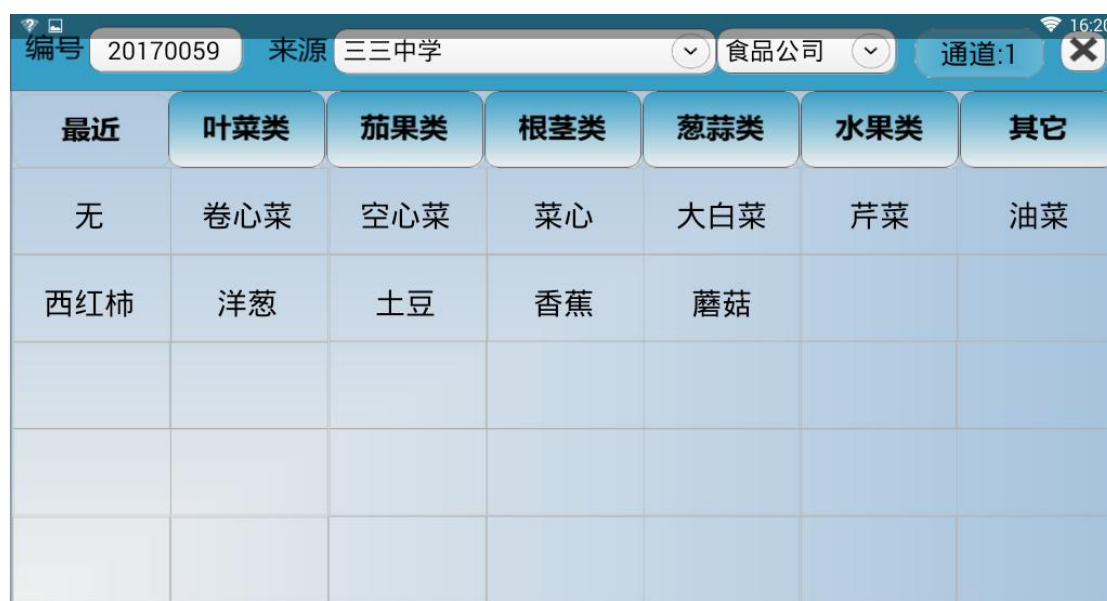 16:20
编号 20170059 来源 三三中学 食品公司 通道:1
最近 叶菜类 茄果类 根茎类 葱蒜类 水果类 其它
无 卷心菜 空心菜 菜心 大白菜 芹菜 油菜
西红柿 洋葱 土豆 香蕉 蘑菇